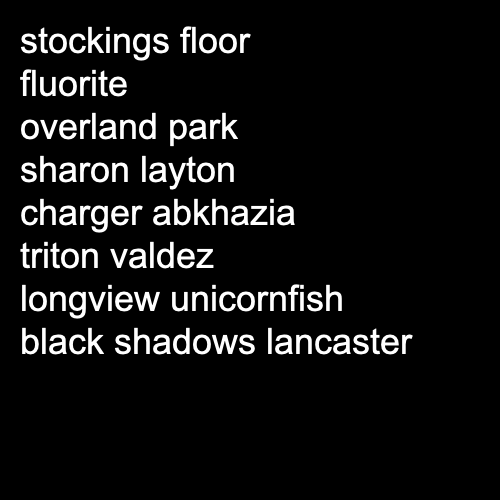 stockings floor
fluorite
overland park
sharon layton
charger abkhazia
triton valdez
longview unicornfish
black shadows lancaster